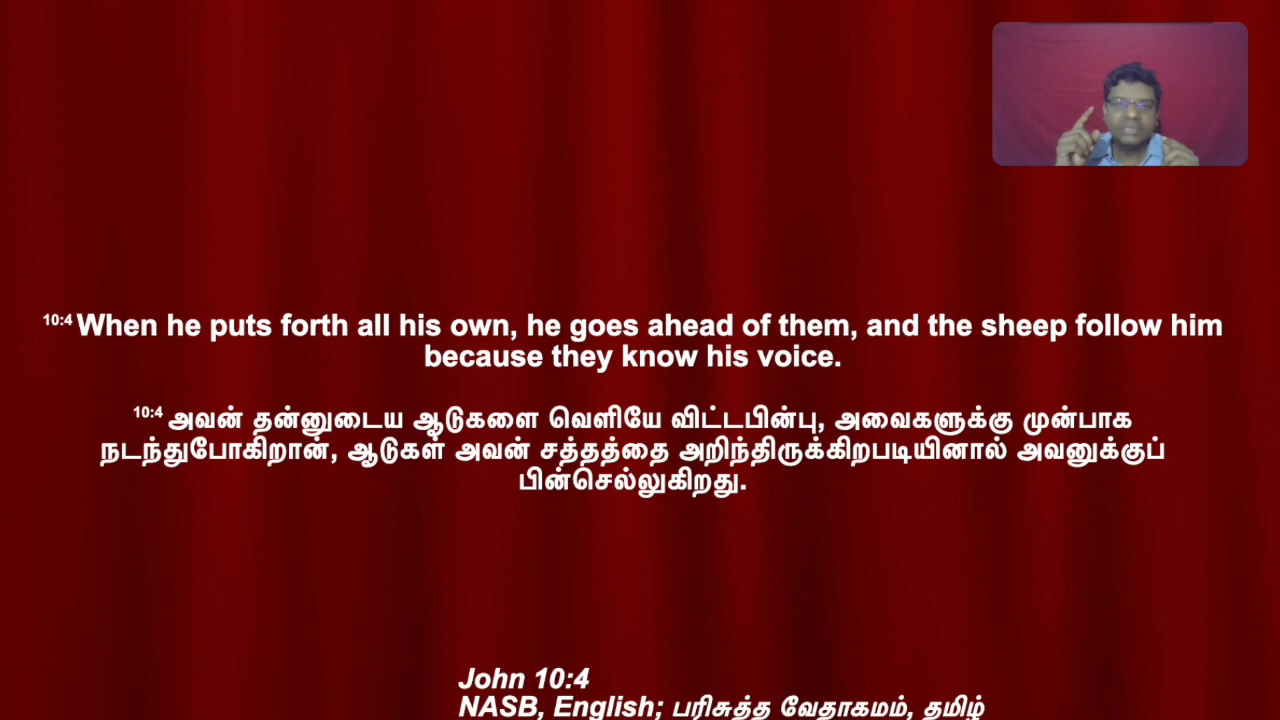 10:4 When he puts forth all his own, he goes ahead of them, and the sheep follow him
because they know his voice.
10:4 அவன் தன்னுடைய ஆடுகளை வெளியே விட்டபின்பு, அவைகளுக்கு முன்பாக
நடந்துபோகிறான், ஆடுகள் அவன் சத்தத்தை அறிந்திருக்கிறபடியினால் அவனுக்குப்
பின்செல்லுகிறது.
John 10:4
NASB, English; பரிசுத்த வேதாகமம், தமிழ்